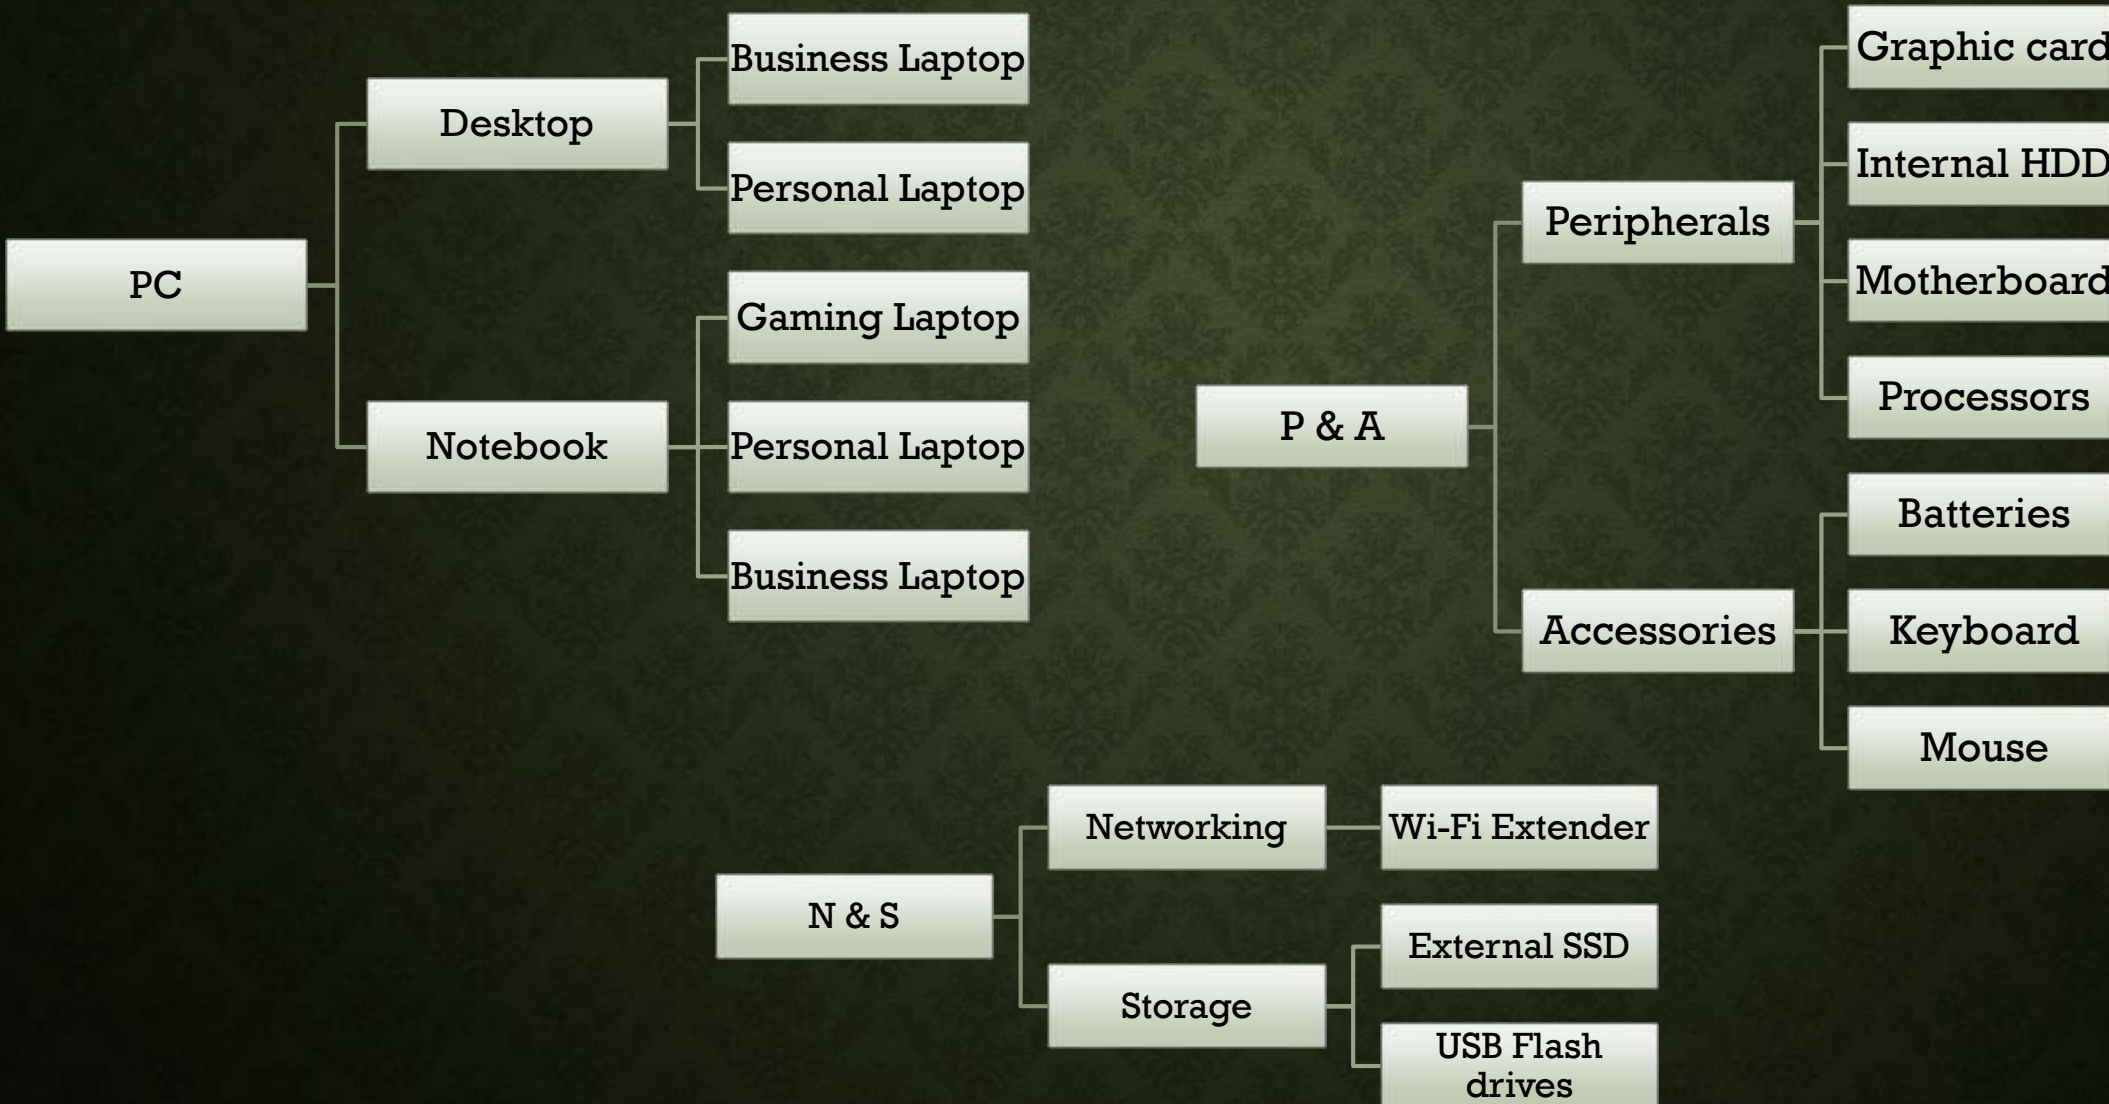 PC
Desktop
Business Laptop
Personal Laptop
Notebook
Gaming Laptop
Personal Laptop
Business Laptop
P & A
Peripherals
Graphic card
Internal HDD
Motherboard
Processors
Accessories
Batteries
Keyboard
Mouse
N & S
Networking
Wi-Fi Extender
Storage
External SSD
USB Flash
drives